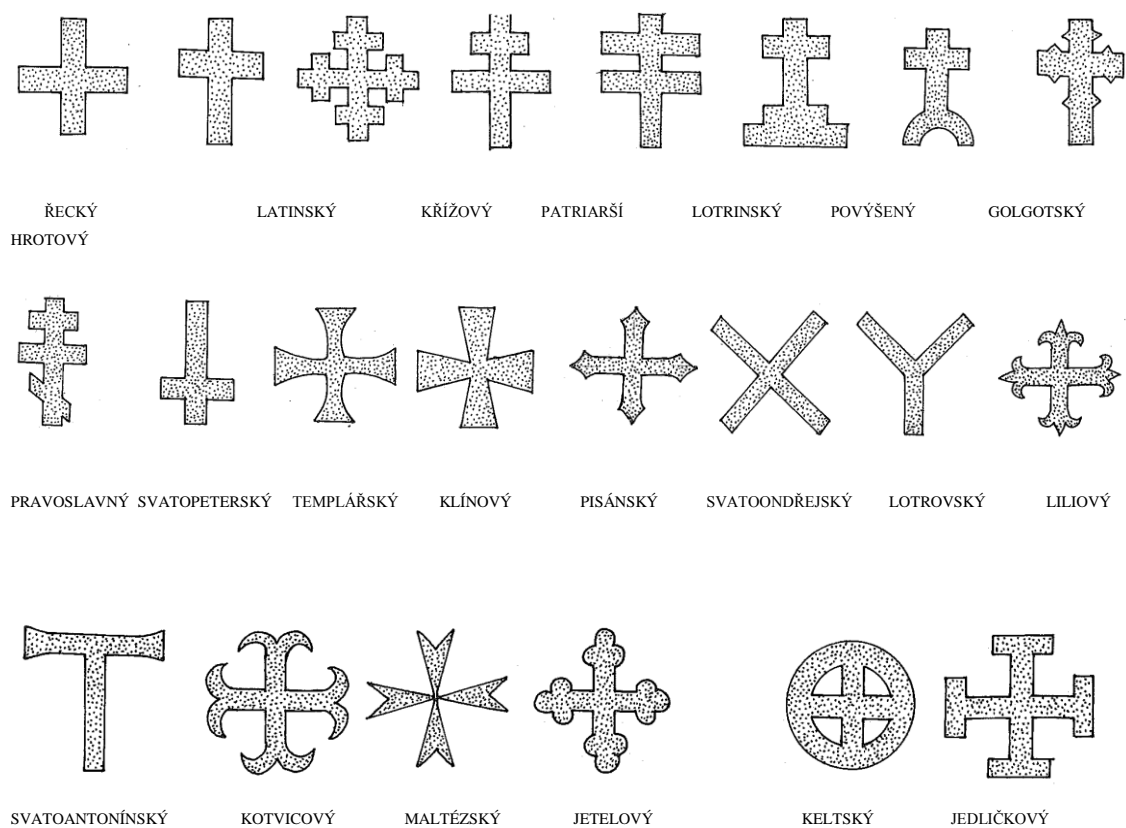 ŘECKÝ LATINSKÝ KŘÍŽOVÝ PATRIARŠÍ LOTRINSKÝ POVÝŠENÝ GOLGOTSKÝ
HROTOVÝ
PRAVOSLAVNÝ SVATOPETERSKÝ TEMPLÁŘSKÝ KLÍNOVÝ PISÁNSKÝ SVATOONDŘEJSKÝ LOTROVSKÝ LILIOVÝ
SVATOANTONÍNSKÝ KOTVICOVÝ MALTÉZSKÝ JETELOVÝ KELTSKÝ JEDLIČKOVÝ